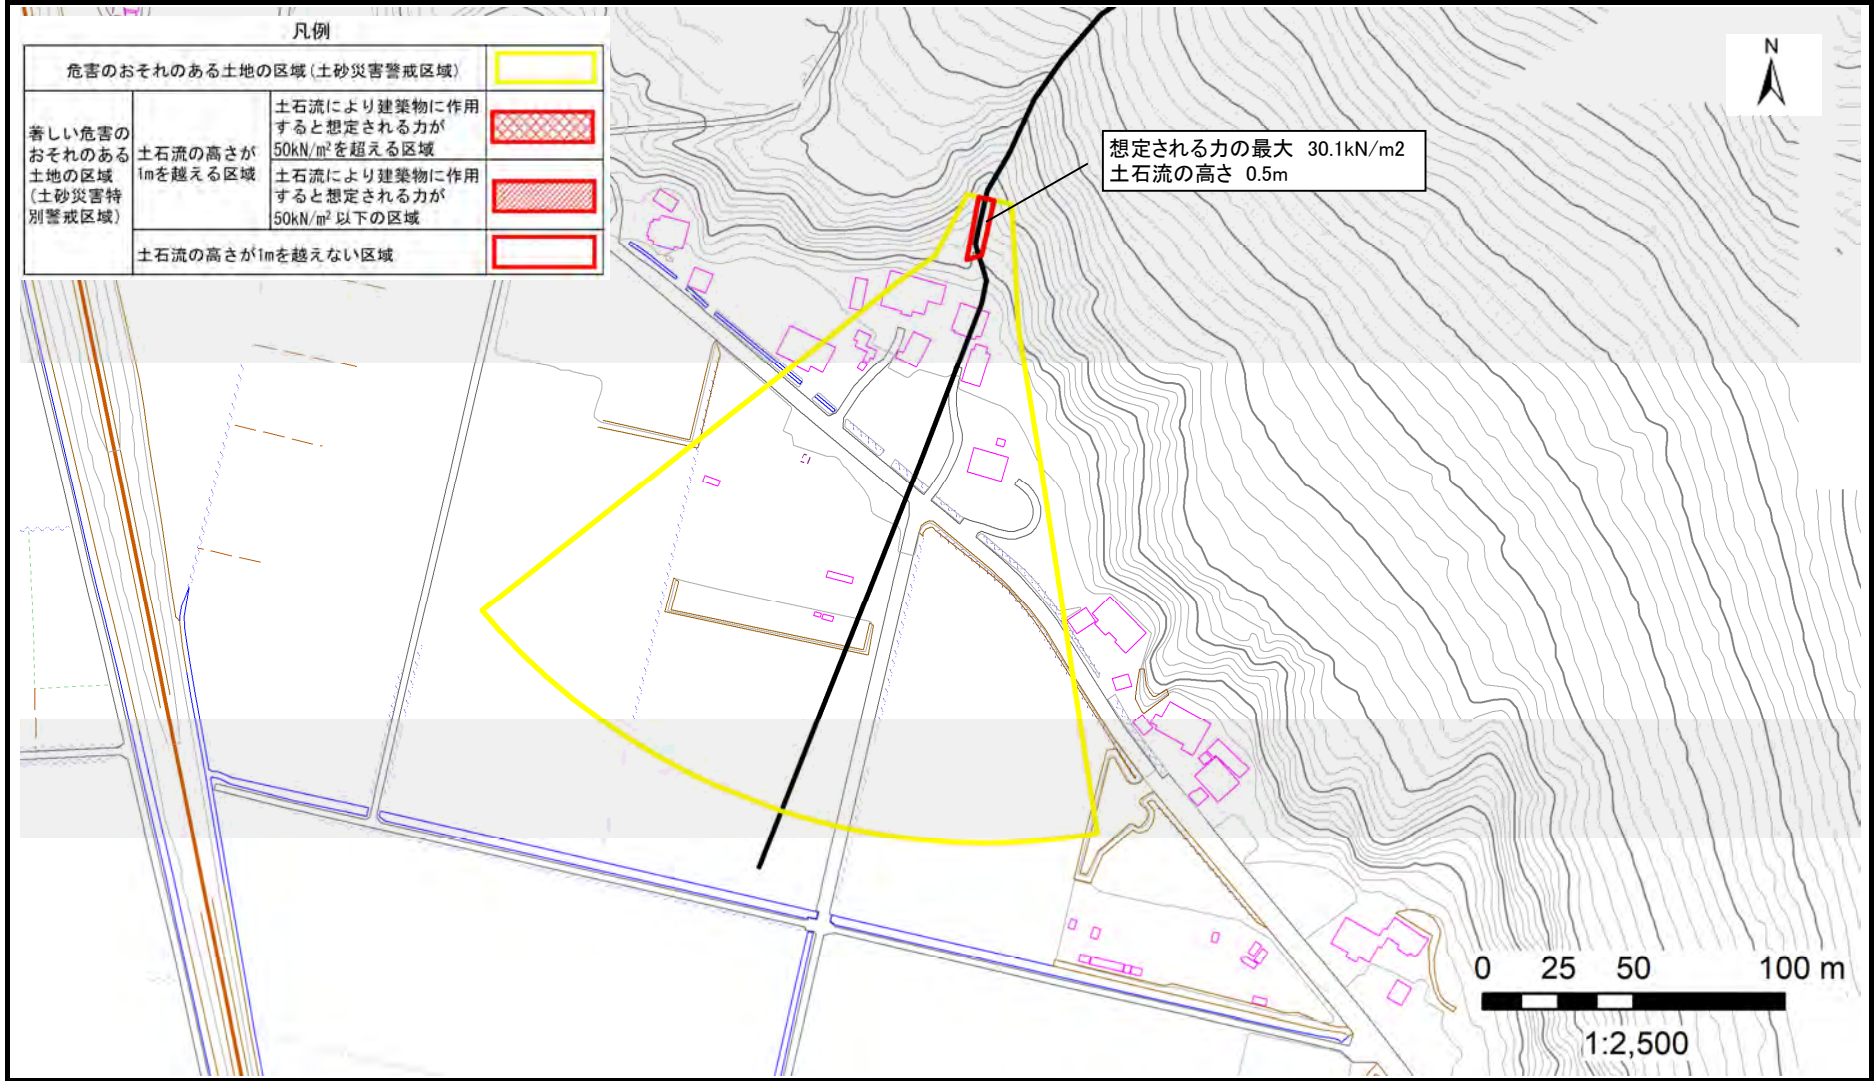 凡例
危害のおそれのある土地の区域(土砂災害警戒区域)
著しい危害の
おそれのある
土地の区域
(土砂災害特
別警戒区域)
土石流の高さが
1mを越える区域
土石流により建築物に作用
すると想定される力が
50kN/m²を超える区域
土石流により建築物に作用
すると想定される力が
50kN/m²以下の区域
土石流の高さが1mを越えない区域
N
想定される力の最大 30.1kN/m2
土石流の高さ 0.5m
0 25 50 100 m
1:2,500